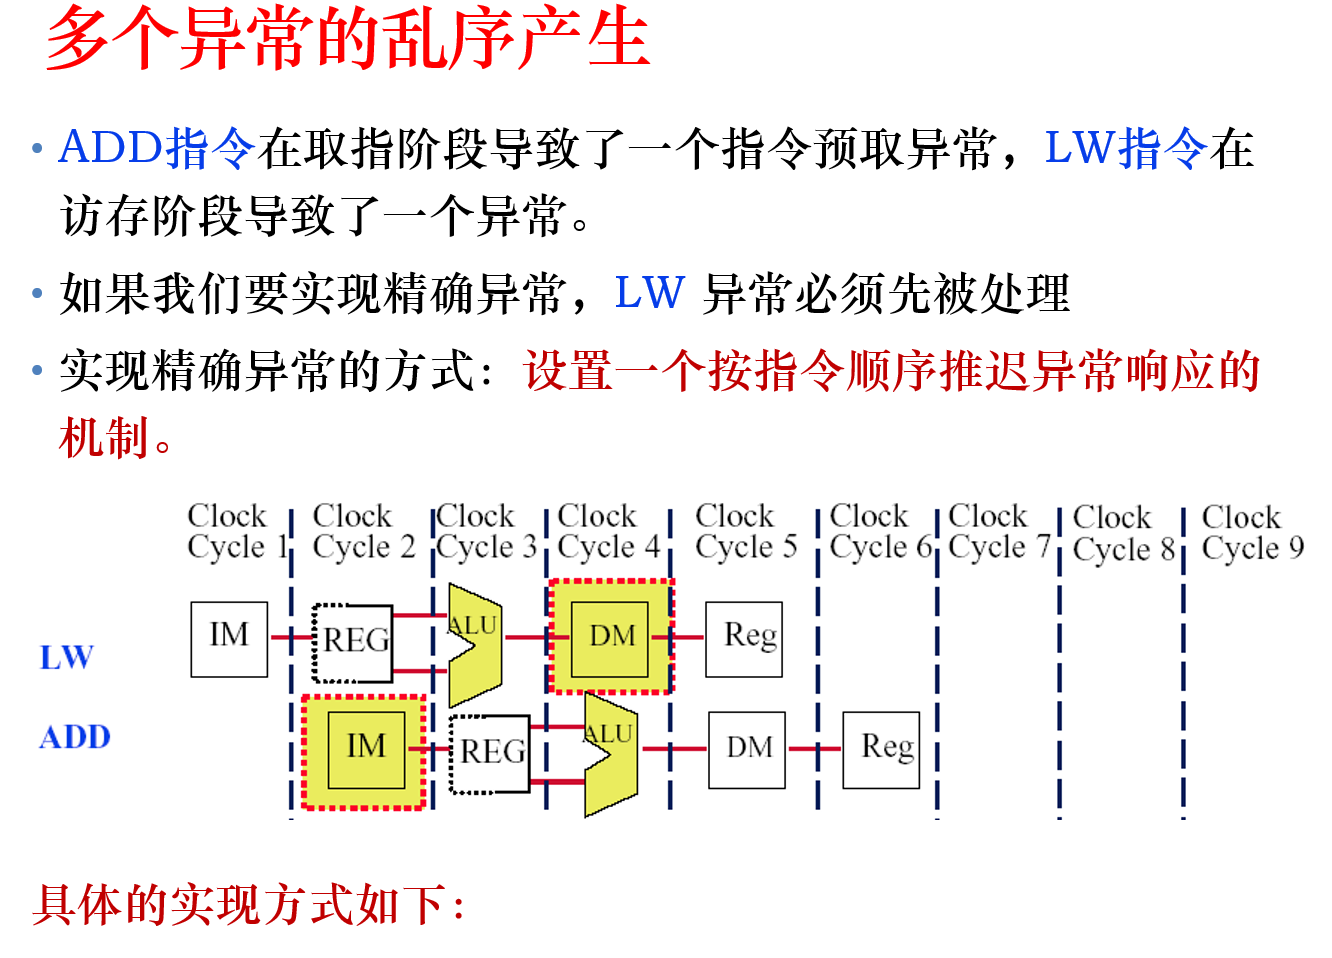 多个异常的乱序产生
• ADD指令在取指阶段导致了一个指令预取异常，LW指令在
访存阶段导致了一个异常。
• 如果我们要实现精确异常，LW 异常必须先被处理
• 实现精确异常的方式：设置一个按指令顺序推迟异常响应的
机制。
Clock Clock Clock Clock Clock Clock Clock Clock Clock
Cycle 1 Cycle 2 Cycle 3 Cycle 4 Cycle 5 Cycle 6 Cycle 7 Cycle 8 Cycle 9
LW IM REG ALU DM Reg
ADD IM REG ALU DM Reg
具体的实现方式如下：